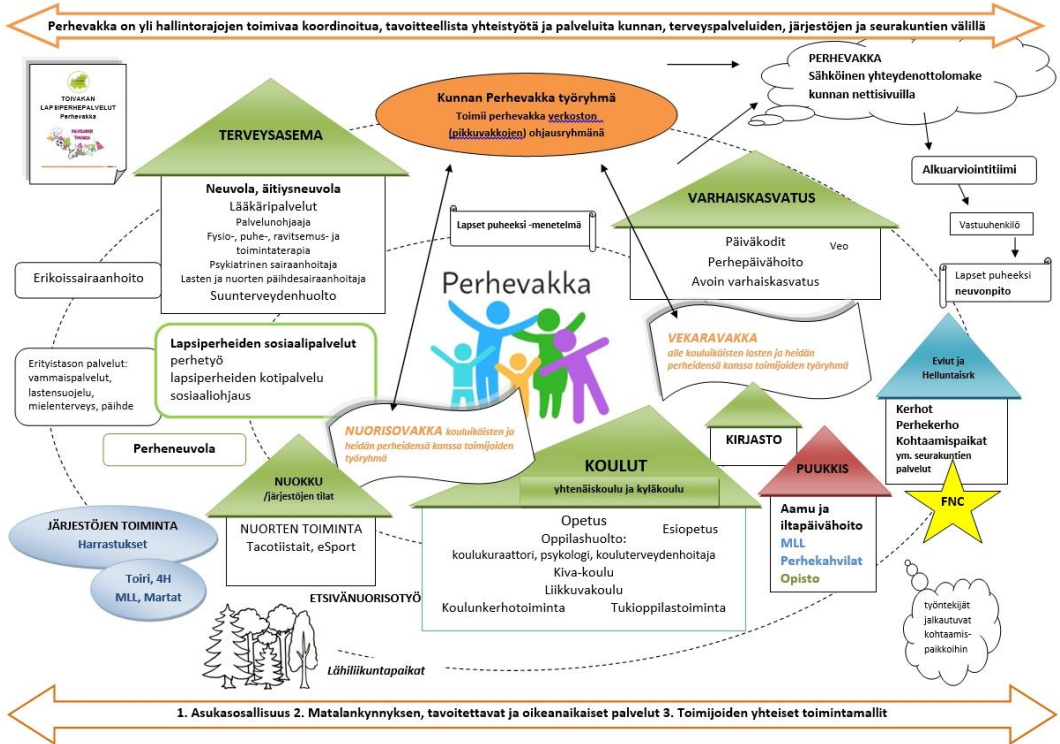 Perhevakka on yli hallintorajojen toimivaa koordinoitua, tavoitteellista yhteistyötä ja palveluita kunnan, terveyspalveluiden, järjestöjen ja seurakuntien välillä
TOIVAKAN
LAPSIPERHEPALVELUT
Perhevakka
Kunnan Perhevakka työryhmä
Toimii perhevakka verkoston
(pikkuvakkojen) ohjausryhmänä
PERHEVAKKA
Sähköinen yhteydenottolomake
kunnan nettisivuilla
Alkuarviointitiimi
Vastuuhenkilö
Lapset puheeksi
neuvonpito
TERVEYSASEMA
Neuvola, äitiysneuvola
Lääkäripalvelut
Palvelunohjaaja
Fysio-, puhe-, ravitsemus- ja
toimintaterapia
Psykiatrinen sairaanhoitaja
Lasten ja nuorten päihdesairaanhoitaja
Suunterveydenhuolto
Lapset puheeksi -menetelmä
VARHAISKASVATUS
Päiväkodit
Veo
Perhepäivähoito
Avoin varhaiskasvatus
Erikoissairaanhoito
Perhevakka
Lapsiperheiden sosiaalipalvelut
perhetyö
lapsiperheiden kotipalvelu
sosiaaliohjaus
Erityistason palvelut:
vammaispalvelut,
lastensuojelu,
mielenterveys, päihde
VEKARAVAKKA
alle kouluikäisten lasten ja heidän
perheidensä kanssa toimijoiden työryhmä
Evlut ja
Helluntaisrk
Kerhot
Perhekerho
Kohtaamispaikat
ym. seurakuntien
palvelut
FNC
Perheneuvola
NUORISOVAKKA kouluikäisten ja
heidän perheidensä kanssa toimijoiden
työryhmä
KIRJASTO
NUOKKU
/järjestöjen tilat
NUORTEN TOIMINTA
Tacotiistait, eSport
KOULUT
yhtenäiskoulu ja kyläkoulu
Opetus
Esiopetus
Oppilashuolto:
koulukuraattori, psykologi, kouluterveydenhoitaja
Kiva-koulu
Liikkuvakoulu
Koulunkerhotoiminta
Tukioppilastoiminta
PUUKKIS
Aamu ja
iltapäivähoito
MLL
Perhekahvilat
Opisto
JÄRJESTÖJEN TOIMINTA
Harrastukset
Toiri, 4H
MLL, Martat
ETSIVÄNUORISOTYÖ
Lähiliikuntapaikat
työntekijät
jalkautuvat
kohtaamis-
paikkoihin
1. Asukasosallisuus 2. Matalankynnyksen, tavoitettavat ja oikeanaikaiset palvelut 3. Toimijoiden yhteiset toimintamallit